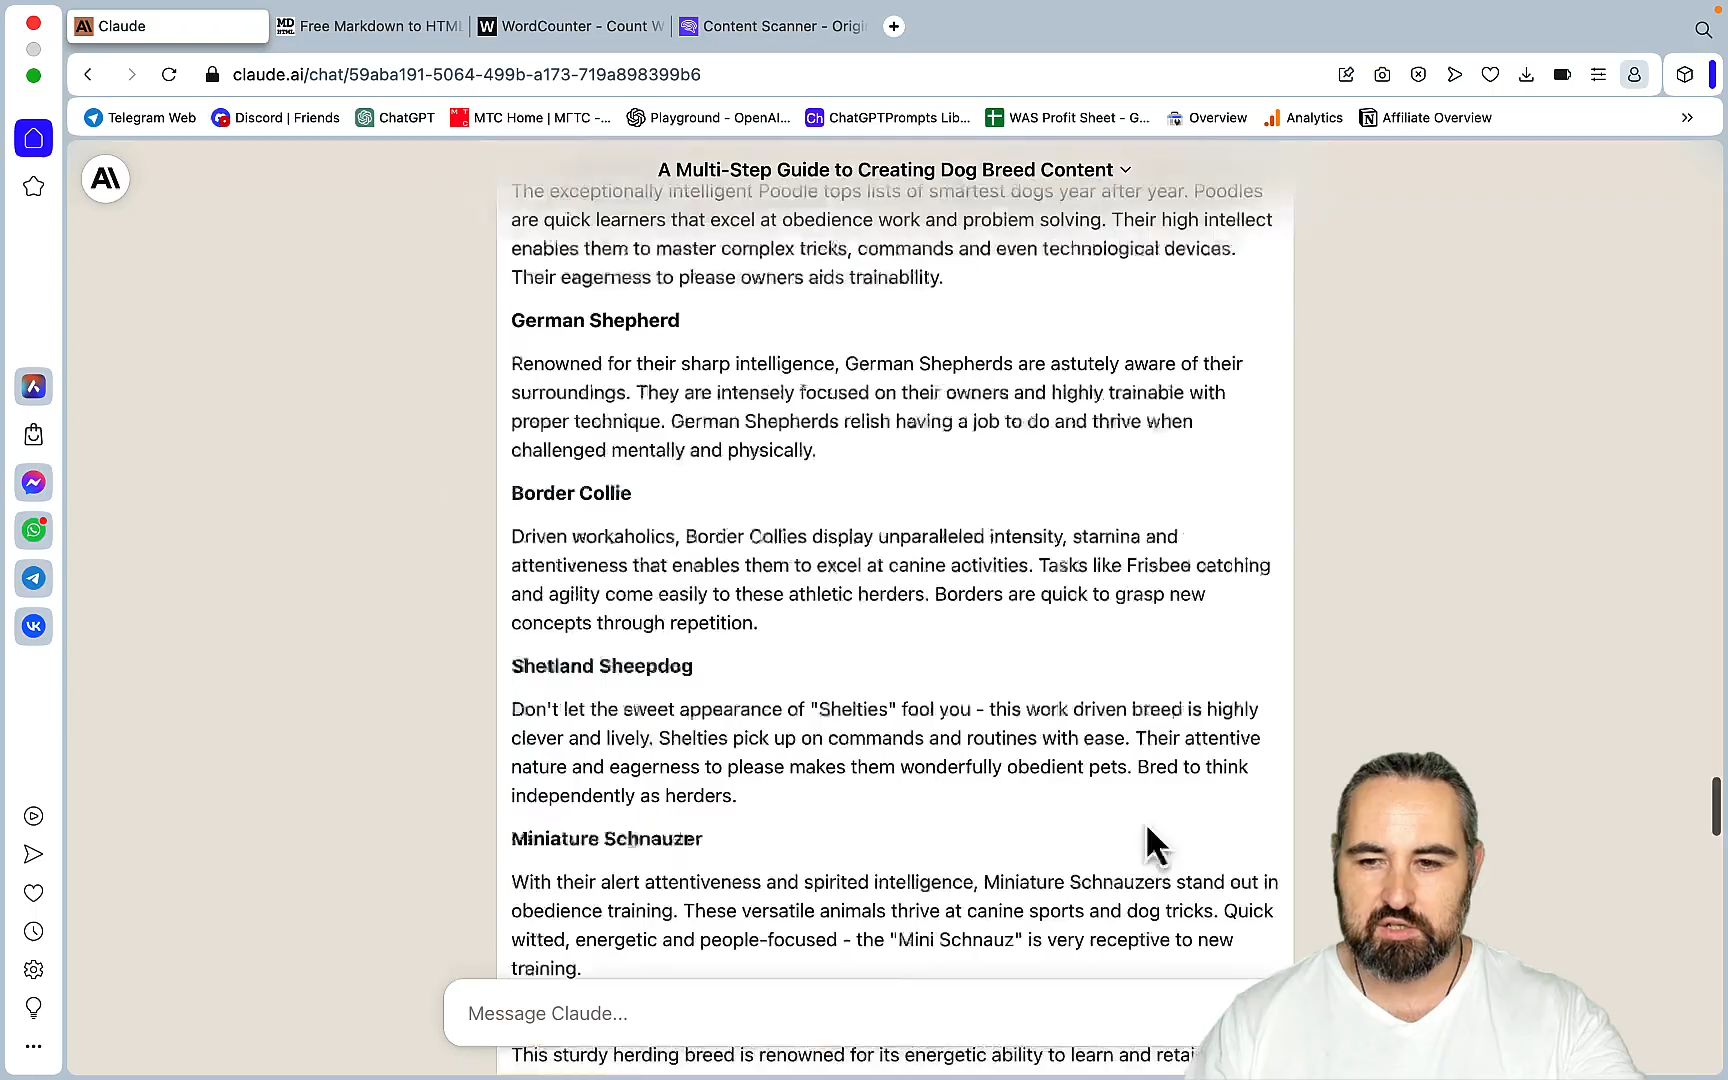 Claude
MD HTML
Free Markdown to HTML
W
WordCounter - Count W
Content Scanner - Origi
claude.ai/chat/59aba191-5064-499b-a173-719a898399b6
Telegram Web
Discord | Friends
ChatGPT
MTC
MTC Home | МГТС -...
Playground - OpenAI...
Ch
ChatGPTPrompts Lib...
WAS Profit Sheet - G...
Overview
Analytics
Affiliate Overview
A Multi-Step Guide to Creating Dog Breed Content
The exceptionally intelligent Poodle tops lists of smartest dogs year after year. Poodles
are quick learners that excel at obedience work and problem solving. Their high intellect
enables them to master complex tricks, commands and even technological devices.
Their eagerness to please owners aids trainability.
German Shepherd
Renowned for their sharp intelligence, German Shepherds are astutely aware of their
surroundings. They are intensely focused on their owners and highly trainable with
proper technique. German Shepherds relish having a job to do and thrive when
challenged mentally and physically.
Border Collie
Driven workaholics, Border Collies display unparalleled intensity, stamina and
attentiveness that enables them to excel at canine activities. Tasks like Frisbee catching
and agility come easily to these athletic herders. Borders are quick to grasp new
concepts through repetition.
Shetland Sheepdog
Don't let the sweet appearance of "Shelties" fool you - this work driven breed is highly
clever and lively. Shelties pick up on commands and routines with ease. Their attentive
nature and eagerness to please makes them wonderfully obedient pets. Bred to think
independently as herders.
Miniature Schnauzer
With their alert attentiveness and spirited intelligence, Miniature Schnauzers stand out in
obedience training. These versatile animals thrive at canine sports and dog tricks. Quick
witted, energetic and people-focused - the "Mini Schnauz" is very receptive to new
training.
Message Claude...
This sturdy herding breed is renowned for its energetic ability to learn and retai